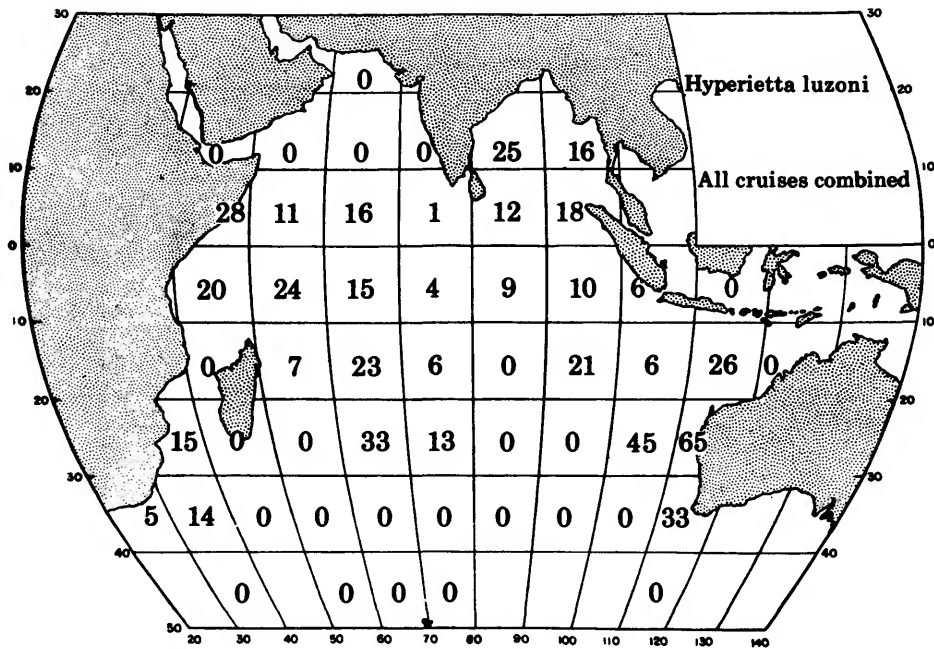 30 30
0 Hyperietta luzoni
20 20
0 0 0 0 25 16
10 10
All cruises combined
28 11 16 1 12 18
0 0
20 24 15 4 9 10 6 0
10 10
0 7 23 6 0 21 6 26 0
20 20
15 0 0 33 13 0 0 45 65
30 30
5 14 0 0 0 0 0 0 0 0 33
40 40
0 0 0 0 0
50
20 30 40 50 60 70 80 90 100 110 120 130 140